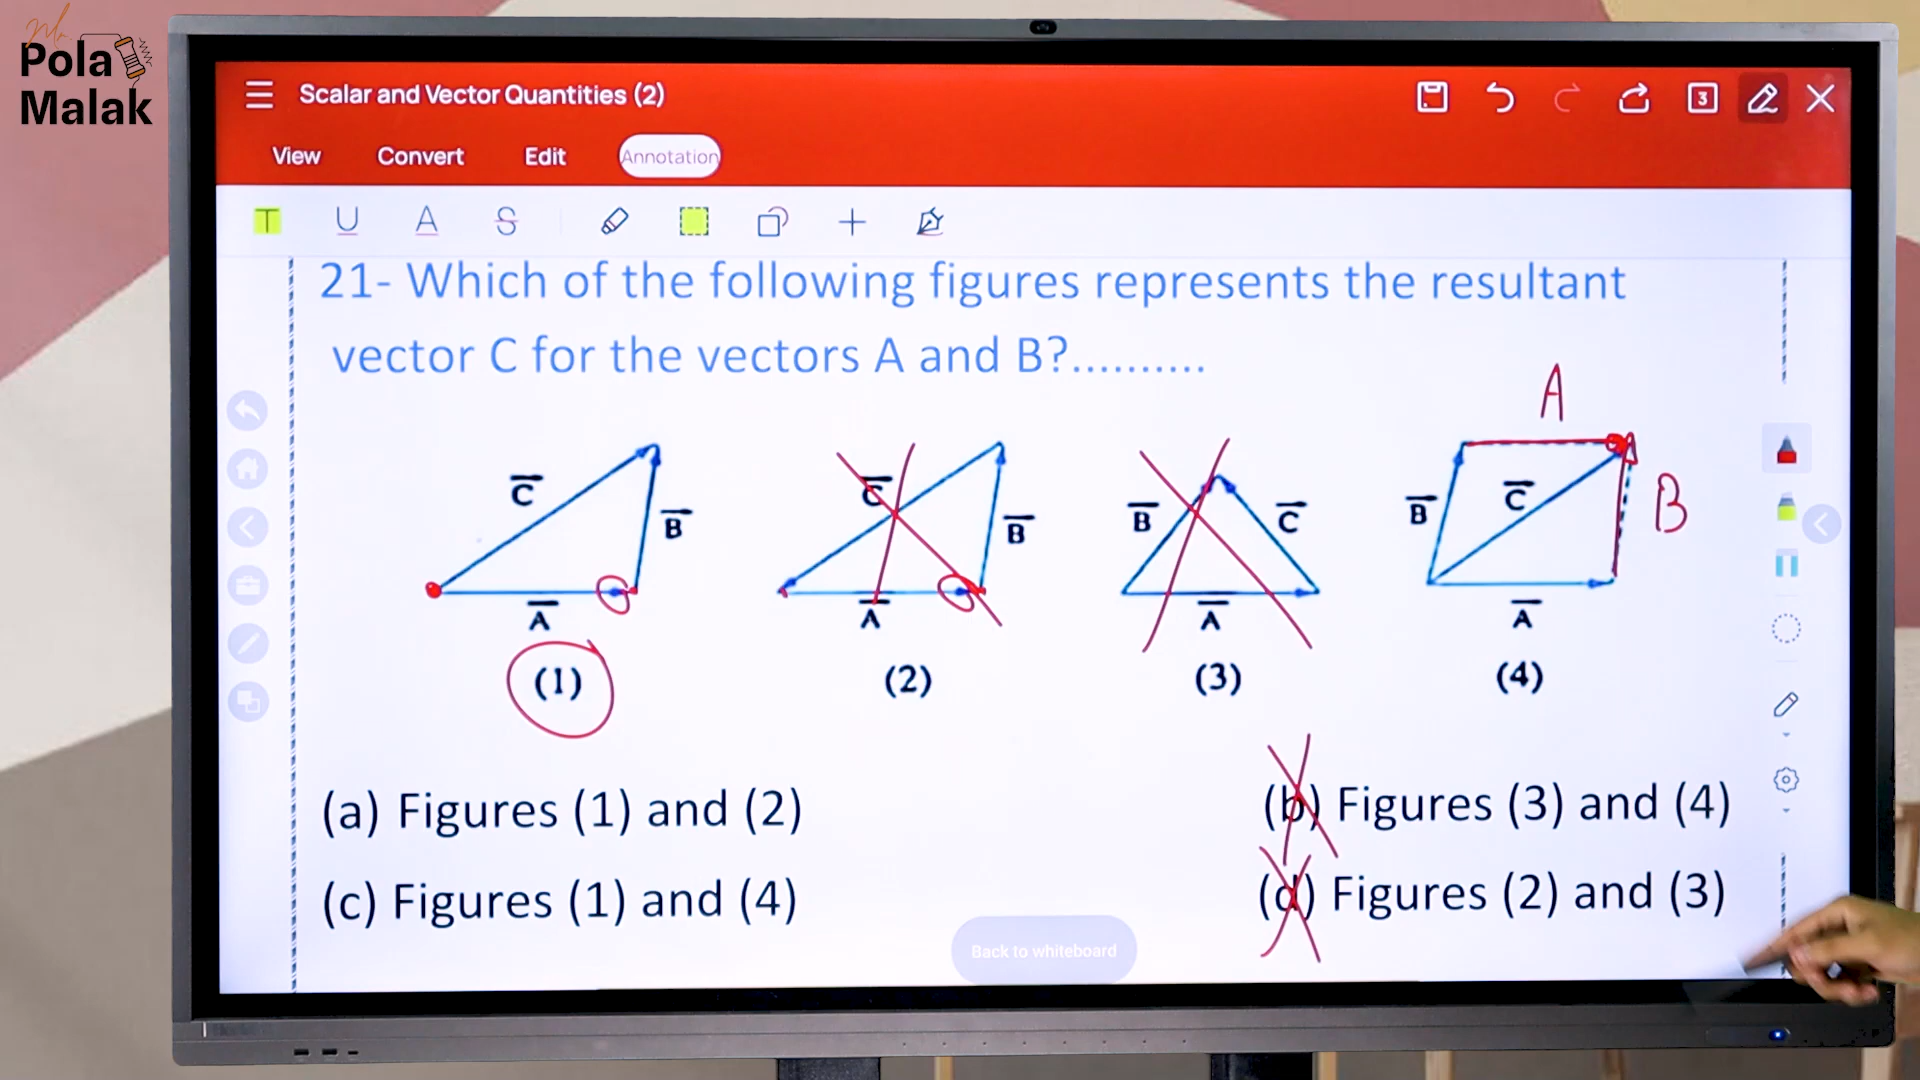 Mr.
Pola
Malak
Scalar and Vector Quantities (2)
3
View Convert Edit Annotation
T U A S
21- Which of the following figures represents the resultant
vector C for the vectors A and B?..........
A
C B C B B C B C B
A A A A
(1) (2) (3) (4)
(a) Figures (1) and (2) (b) Figures (3) and (4)
(c) Figures (1) and (4) (d) Figures (2) and (3)
Back to whiteboard